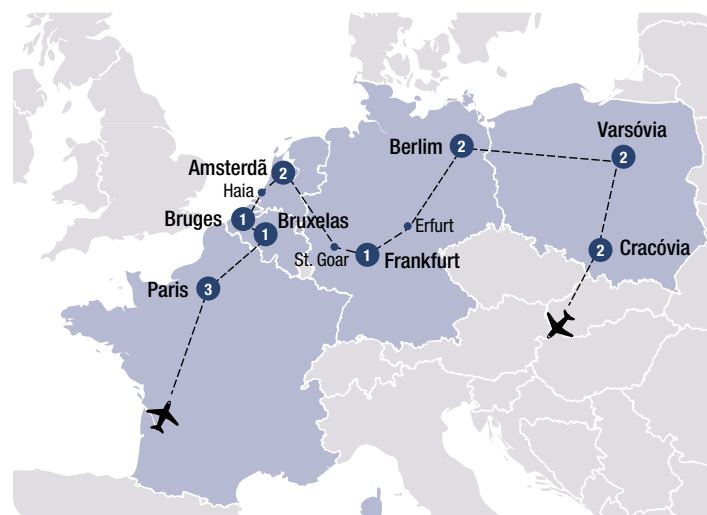 Varsóvia
2
Berlim
2
Amsterdã
2
Haia
Bruges
1
Bruxelas
1
Erfurt
St. Goar
1
Frankfurt
2
Cracóvia
Paris
3